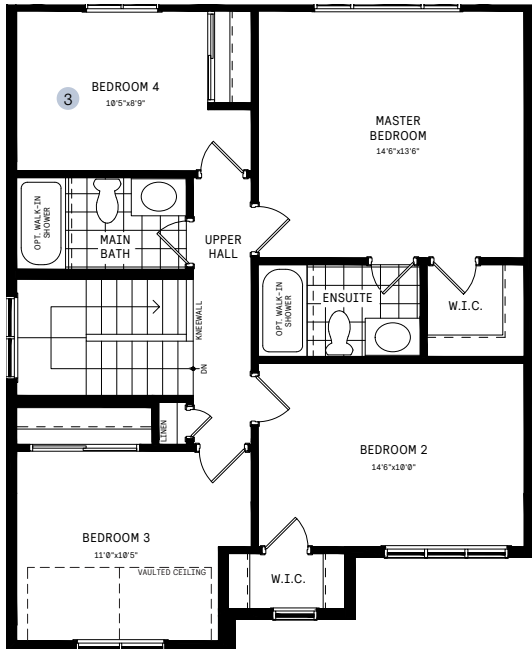 3
BEDROOM 4
10'5"x8'9"
MASTER
BEDROOM
14'6"x13'6"
OPT. WALK-IN
SHOWER
MAIN
BATH
UPPER
HALL
OPT. WALK-IN
SHOWER
ENSUITE
W.I.C.
KNEEWALL
DN
LINEN
BEDROOM 2
14'6"x10'0"
BEDROOM 3
11'0"x10'5"
VAULTED CEILING
W.I.C.